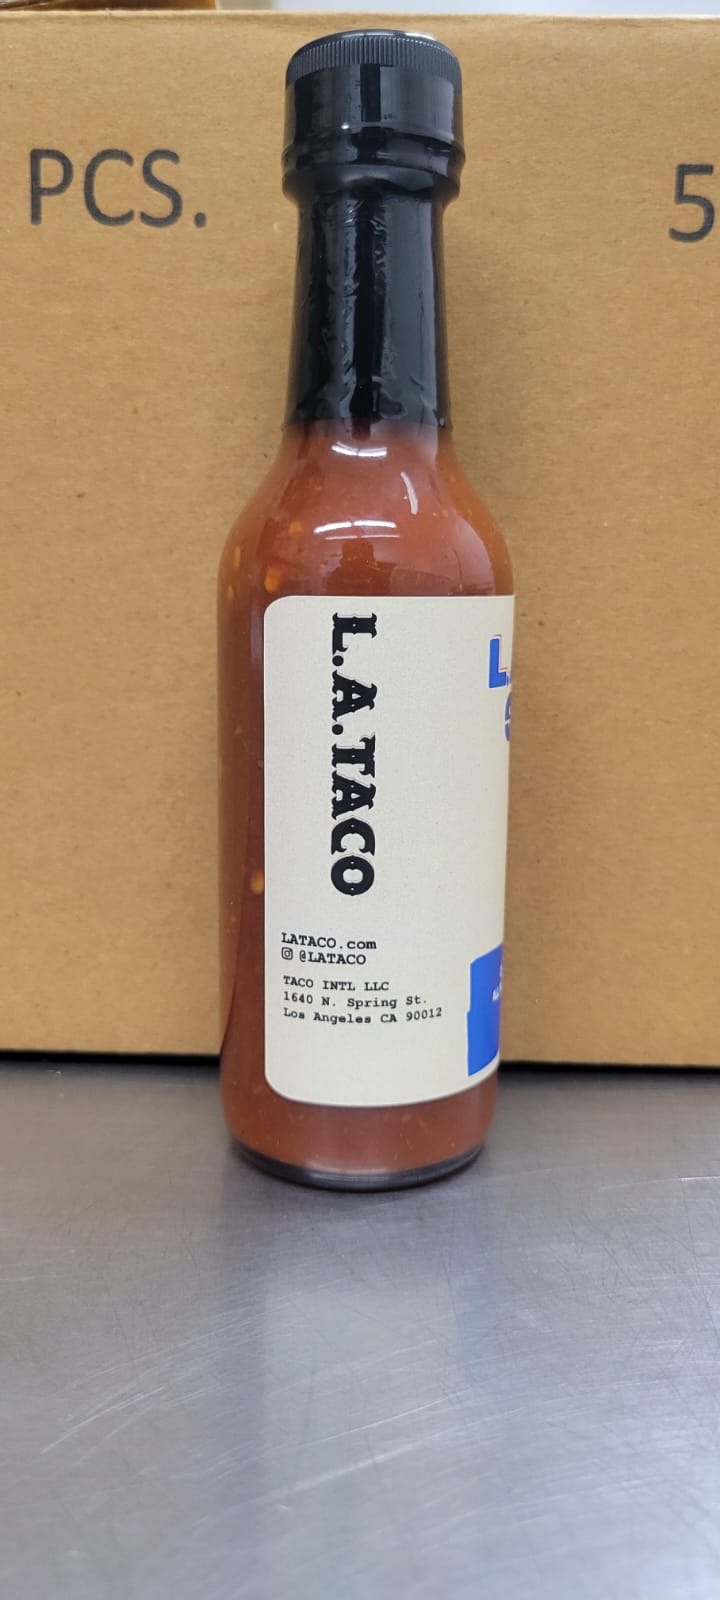 PCS.
5
L.A.TACO
LATACO.com
@LATACO
TACO INTL LLC
1640 N. Spring St.
Los Angeles CA 90012
L.